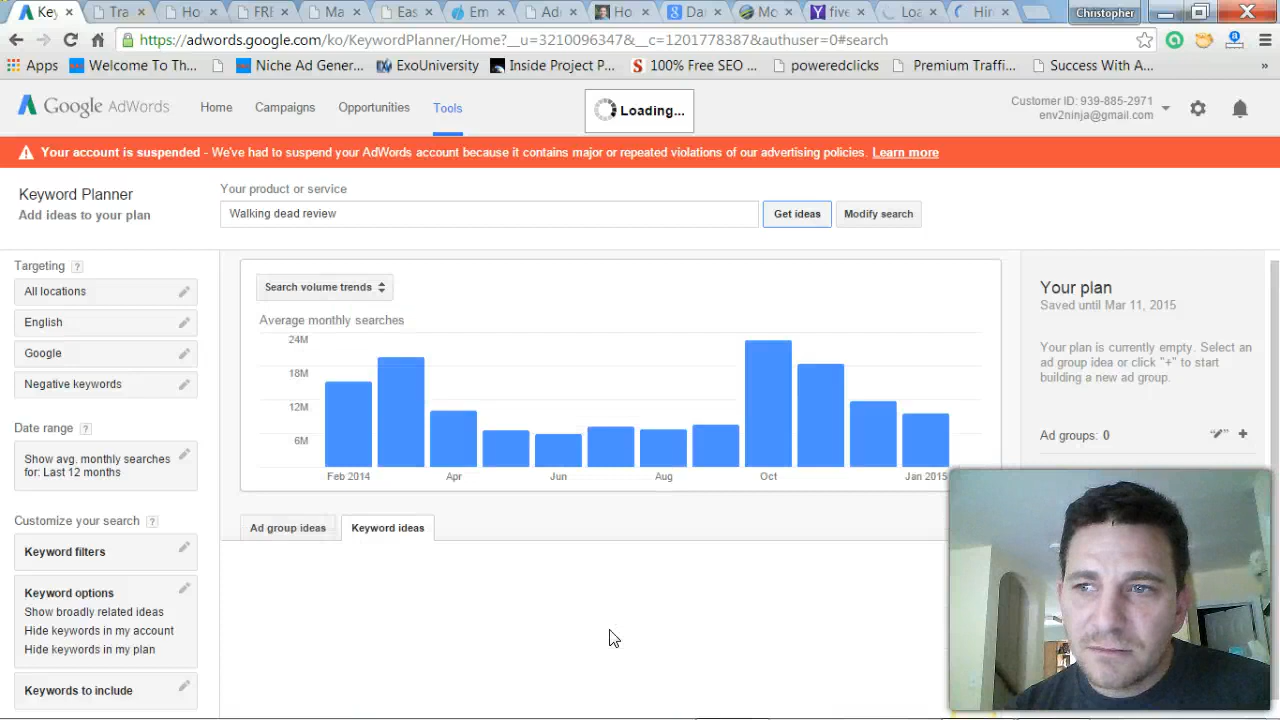 Key
Tra
Ho
FRE
Ma
Eas
Em
Ade
Ho
Da
Mo
five
Loa
Hir
Christopher
https://adwords.google.com/ko/KeywordPlanner/Home?__u=3210096347&__c=1201778387&authuser=0#search
Apps
Welcome To Th...
Niche Ad Gener...
ExoUniversity
Inside Project P...
100% Free SEO ...
poweredclicks
Premium Traffi...
Success With A...
»
Google AdWords
Home
Campaigns
Opportunities
Tools
Loading...
Customer ID: 939-885-2971
env2ninja@gmail.com
Your account is suspended - We've had to suspend your AdWords account because it contains major or repeated violations of our advertising policies. Learn more
Keyword Planner
Add ideas to your plan
Your product or service
Walking dead review
Get ideas
Modify search
Targeting ?
All locations
English
Google
Negative keywords
Date range ?
Show avg. monthly searches
for: Last 12 months
Customize your search ?
Keyword filters
Keyword options
Show broadly related ideas
Hide keywords in my account
Hide keywords in my plan
Keywords to include
Search volume trends
Average monthly searches
24M
18M
12M
6M
Feb 2014
Apr
Jun
Aug
Oct
Jan 2015
Ad group ideas
Keyword ideas
Your plan
Saved until Mar 11, 2015
Your plan is currently empty. Select an
ad group idea or click "+" to start
building a new ad group.
Ad groups: 0